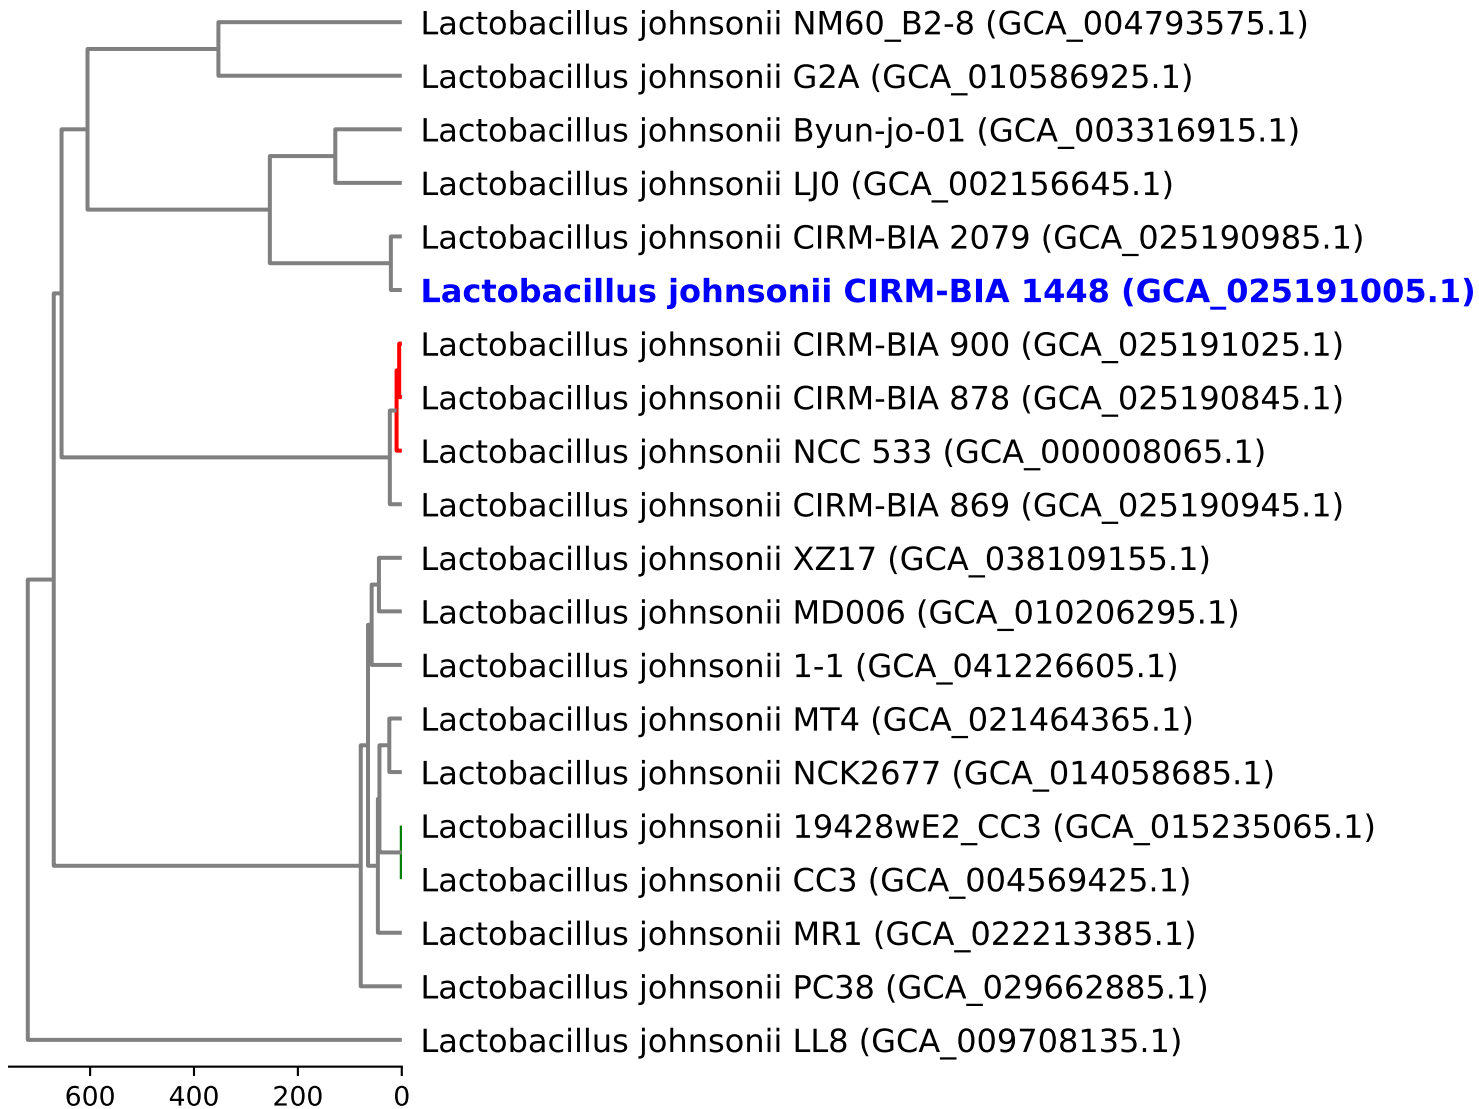 Lactobacillus johnsonii NM60_B2-8 (GCA_004793575.1)
Lactobacillus johnsonii G2A (GCA_010586925.1)
Lactobacillus johnsonii Byun-jo-01 (GCA_003316915.1)
Lactobacillus johnsonii LJ0 (GCA_002156645.1)
Lactobacillus johnsonii CIRM-BIA 2079 (GCA_025190985.1)
Lactobacillus johnsonii CIRM-BIA 1448 (GCA_025191005.1)
Lactobacillus johnsonii CIRM-BIA 900 (GCA_025191025.1)
Lactobacillus johnsonii CIRM-BIA 878 (GCA_025190845.1)
Lactobacillus johnsonii NCC 533 (GCA_000008065.1)
Lactobacillus johnsonii CIRM-BIA 869 (GCA_025190945.1)
Lactobacillus johnsonii XZ17 (GCA_038109155.1)
Lactobacillus johnsonii MD006 (GCA_010206295.1)
Lactobacillus johnsonii 1-1 (GCA_041226605.1)
Lactobacillus johnsonii MT4 (GCA_021464365.1)
Lactobacillus johnsonii NCK2677 (GCA_014058685.1)
Lactobacillus johnsonii 19428wE2_CC3 (GCA_015235065.1)
Lactobacillus johnsonii CC3 (GCA_004569425.1)
Lactobacillus johnsonii MR1 (GCA_022213385.1)
Lactobacillus johnsonii PC38 (GCA_029662885.1)
Lactobacillus johnsonii LL8 (GCA_009708135.1)
600 400 200 0